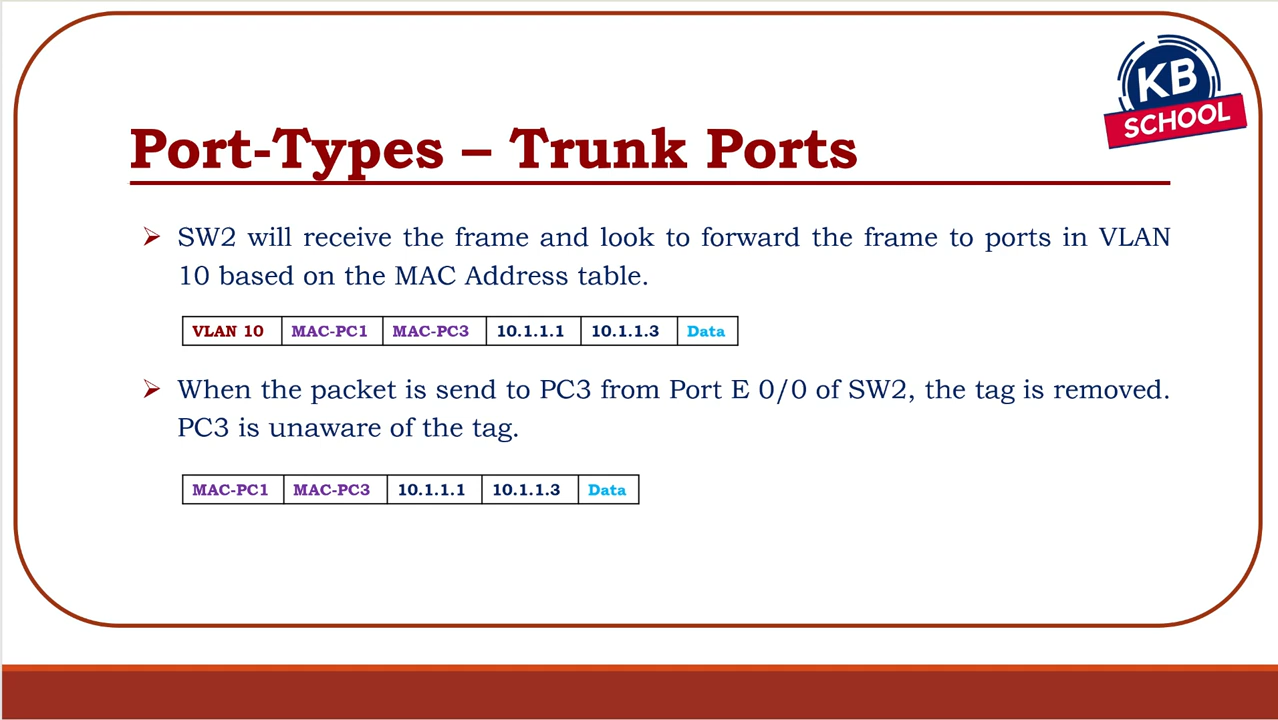 KB
SCHOOL
Port-Types – Trunk Ports
➢ SW2 will receive the frame and look to forward the frame to ports in VLAN
10 based on the MAC Address table.
VLAN 10 MAC-PC1 MAC-PC3 10.1.1.1 10.1.1.3 Data
➢ When the packet is send to PC3 from Port E 0/0 of SW2, the tag is removed.
PC3 is unaware of the tag.
MAC-PC1 MAC-PC3 10.1.1.1 10.1.1.3 Data